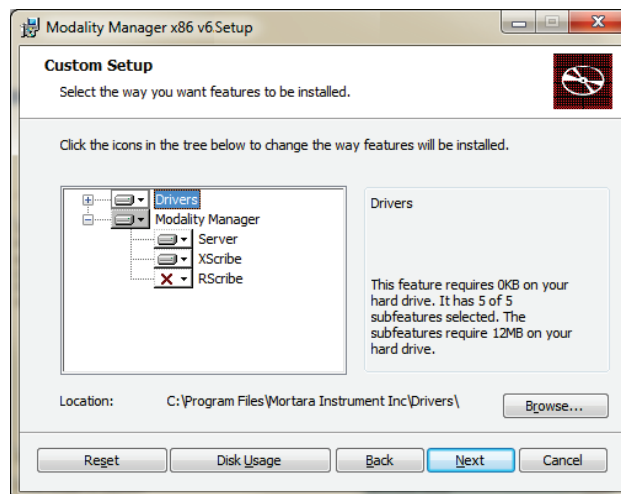 Modality Manager x86 v6.Setup
Custom Setup
Select the way you want features to be installed.
Click the icons in the tree below to change the way features will be installed.
Drivers
Modality Manager
Server
XScribe
RScribe
Drivers
This feature requires 0KB on your
hard drive. It has 5 of 5
subfeatures selected. The
subfeatures require 12MB on your
hard drive.
Location: C:\Program Files\Mortara Instrument Inc\Drivers\
Browse...
Reset Disk Usage Back Next Cancel